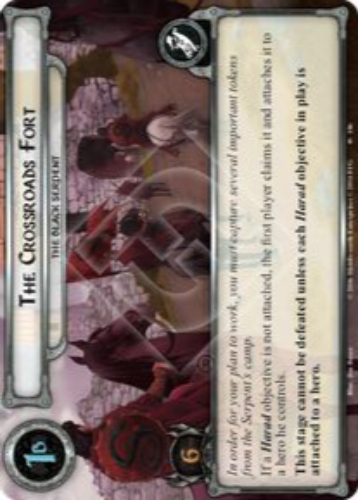 1B
THE CROSSROADS FORT
THE BLACK SERPENT
6
In order for your plan to work, you must capture several important tokens
from the Serpent's camp.
If a Harad objective is not attached, the first player claims it and attaches it to
a hero he controls.
This stage cannot be defeated unless each Harad objective in play is
attached to a hero.